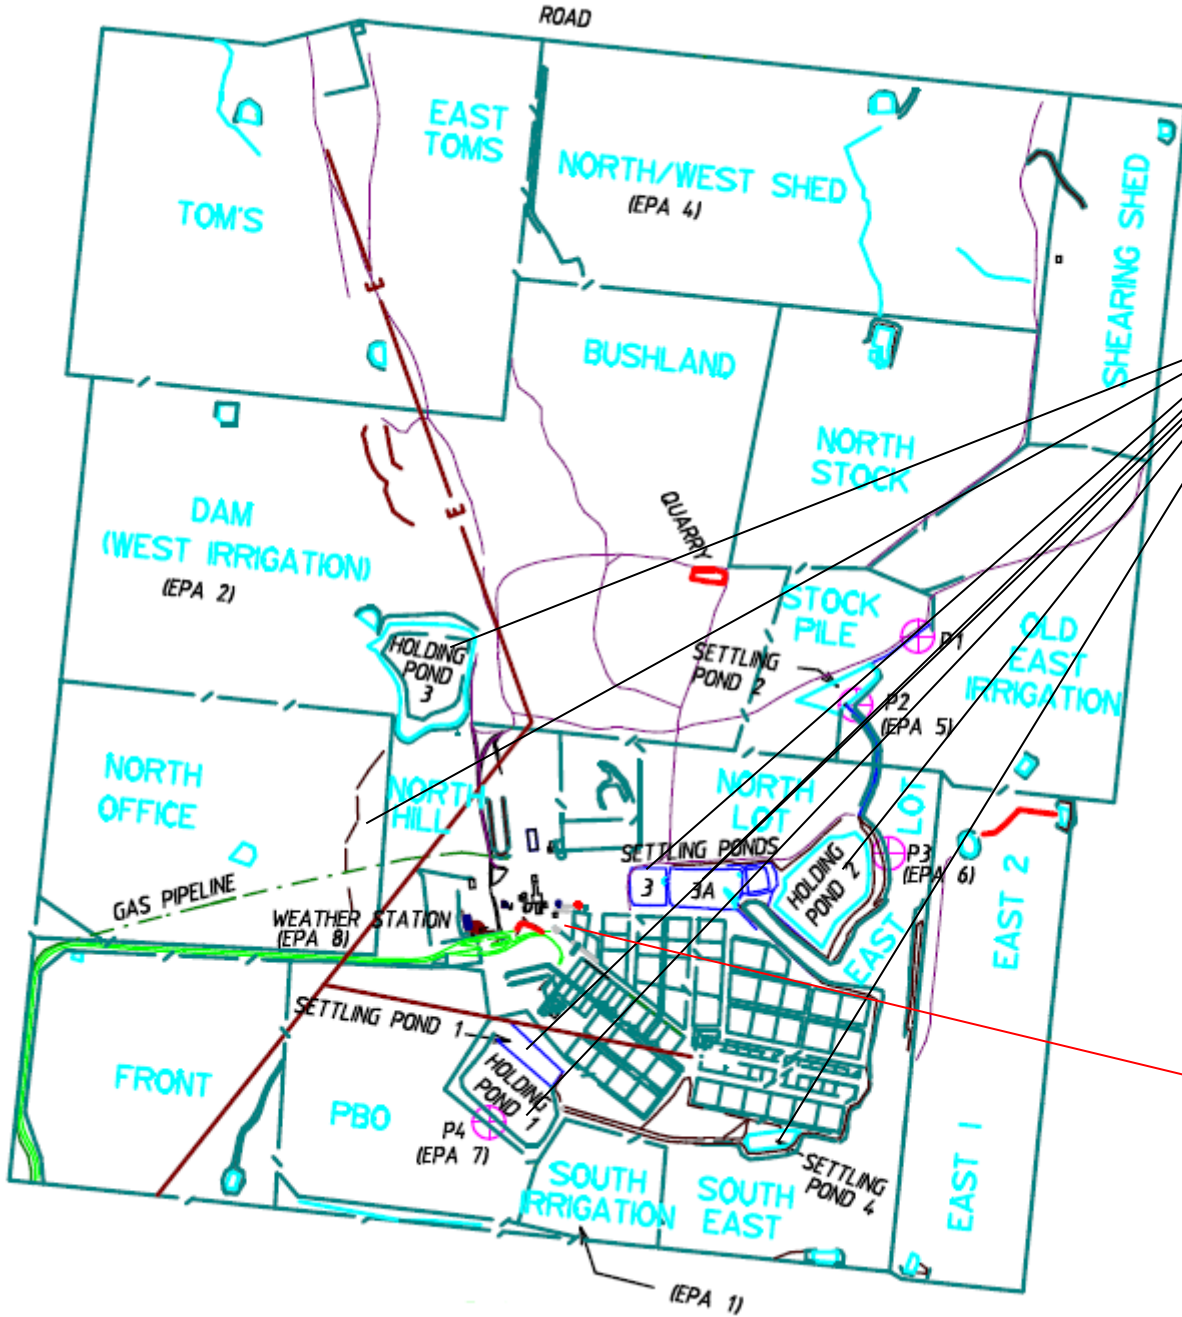 ROAD
EAST
TOMS
NORTH/WEST SHED
(EPA 4)
TOM'S
SHEARING SHED
BUSHLAND
NORTH
STOCK
E
E
DAM
(WEST IRRIGATION)
(EPA 2)
QUARRY
STOCK
PILE
P1
OLD
EAST
IRRIGATION
HOLDING
POND
3
SETTLING
POND 2
P2
(EPA 5)
NORTH
OFFICE
NORTH
HILL
NORTH
LOT
LOT
EAST
SETTLING PONDS
3
3A
HOLDING
POND 2
P3
(EPA 6)
EAST 2
GAS PIPELINE
WEATHER STATION
(EPA 8)
SETTLING POND 1
HOLDING
POND 1
FRONT
PBO
P4
(EPA 7)
SOUTH
IRRIGATION
SOUTH
EAST
SETTLING
POND 4
EAST 1
(EPA 1)